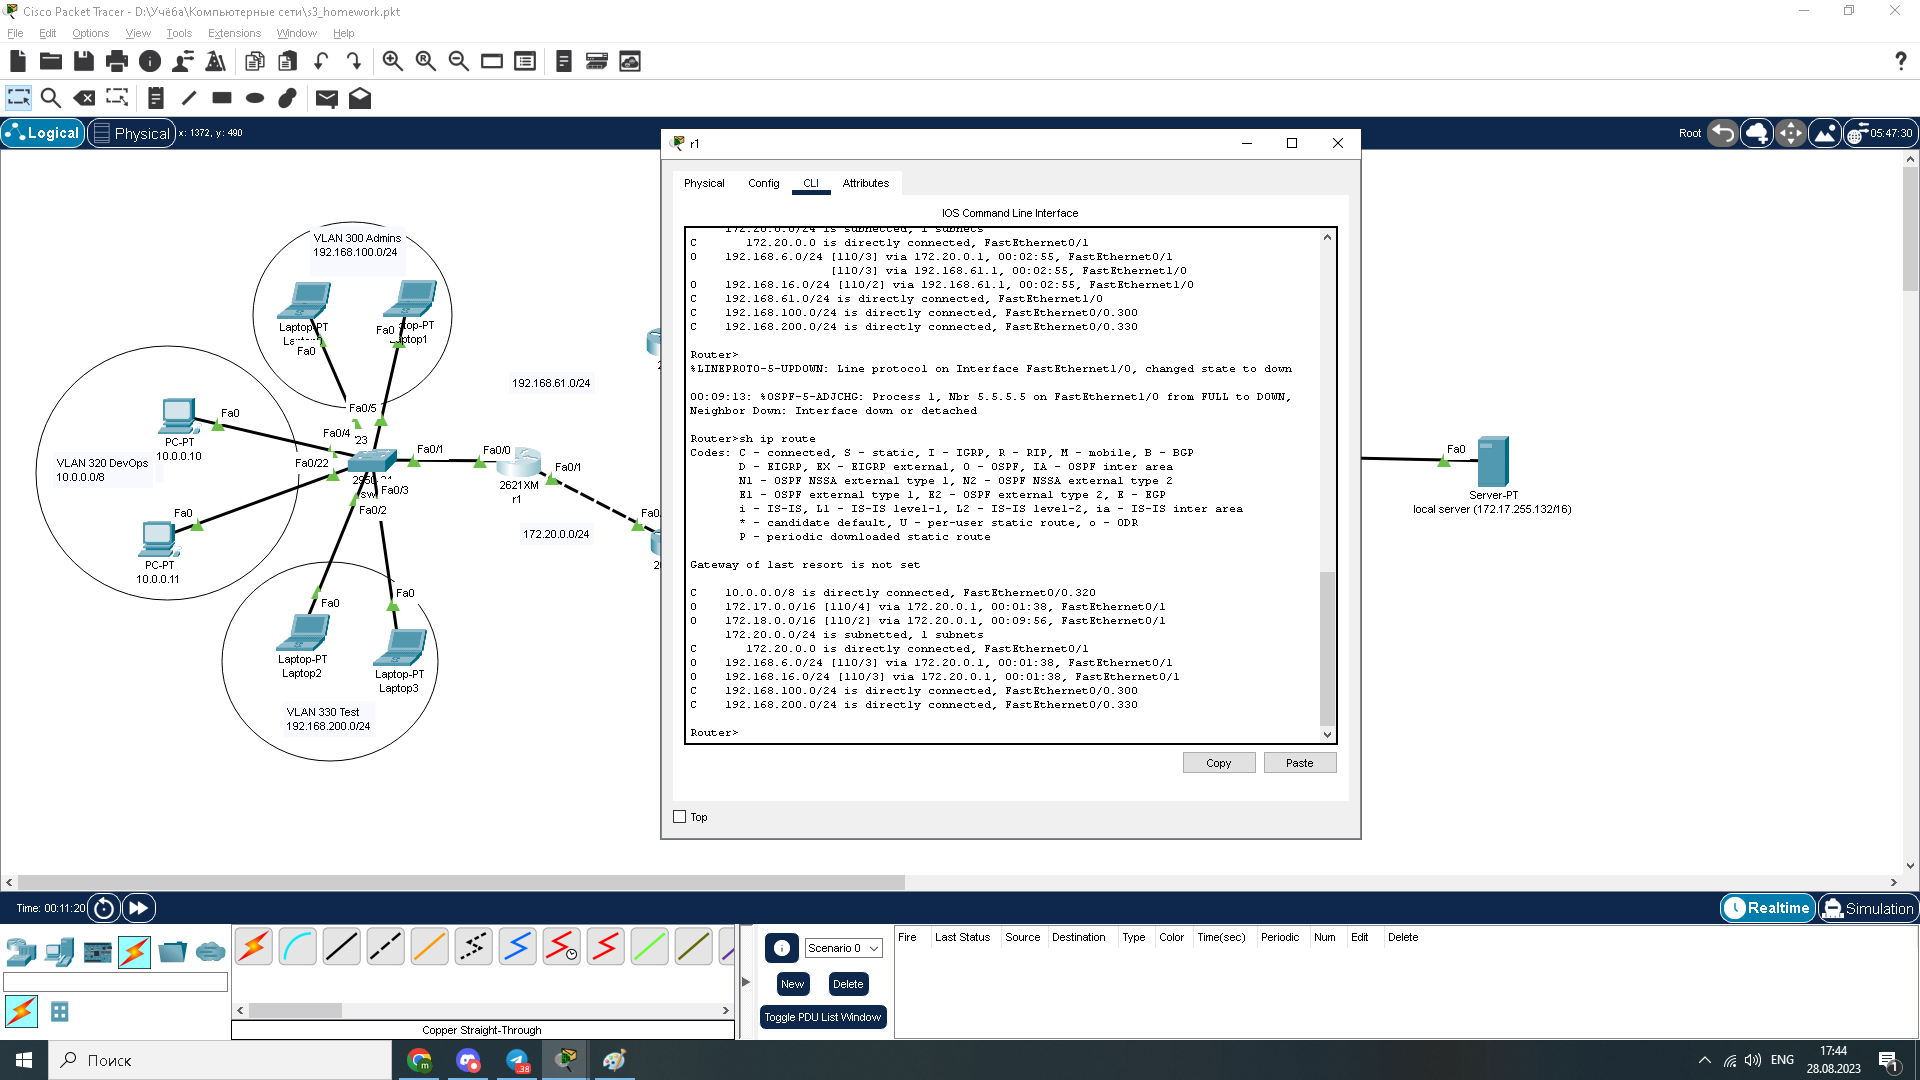 Cisco Packet Tracer - D:\Учёба\Компьютерные сети\s3_homework.pkt
File Edit Options View Tools Extensions Window Help
?
Logical Physical x: 1372, y: 490
Root 05:47:30
VLAN 300 Admins
192.168.100.0/24
Laptop-PT
Fa0
Fa0 top-PT
Laptop1
PC-PT
10.0.0.10
Fa0
VLAN 320 DevOps
10.0.0.0/8
Fa0
PC-PT
10.0.0.11
Fa0/5
Fa0/4
23
Fa0/22
Fa0/1
Fa0/0
Fa0/3
Fa0/2
2621XM
r1
Fa0/1
192.168.61.0/24
172.20.0.0/24
Fa0
Laptop-PT
Laptop2
Fa0
Laptop-PT
Laptop3
VLAN 330 Test
192.168.200.0/24
r1
Physical Config CLI Attributes
IOS Command Line Interface
172.20.0.0/24 is subnetted, 1 subnets
C 172.20.0.0 is directly connected, FastEthernet0/1
O 192.168.6.0/24 [110/3] via 172.20.0.1, 00:02:55, FastEthernet0/1
[110/3] via 192.168.61.1, 00:02:55, FastEthernet1/0
O 192.168.16.0/24 [110/2] via 192.168.61.1, 00:02:55, FastEthernet1/0
C 192.168.61.0/24 is directly connected, FastEthernet1/0
C 192.168.100.0/24 is directly connected, FastEthernet0/0.300
C 192.168.200.0/24 is directly connected, FastEthernet0/0.330
Router>
%LINEPROTO-5-UPDOWN: Line protocol on Interface FastEthernet1/0, changed state to down
00:09:13: %OSPF-5-ADJCHG: Process 1, Nbr 5.5.5.5 on FastEthernet1/0 from FULL to DOWN,
Neighbor Down: Interface down or detached
Router>sh ip route
Codes: C - connected, S - static, I - IGRP, R - RIP, M - mobile, B - BGP
D - EIGRP, EX - EIGRP external, O - OSPF, IA - OSPF inter area
N1 - OSPF NSSA external type 1, N2 - OSPF NSSA external type 2
E1 - OSPF external type 1, E2 - OSPF external type 2, E - EGP
i - IS-IS, L1 - IS-IS level-1, L2 - IS-IS level-2, ia - IS-IS inter area
* - candidate default, U - per-user static route, o - ODR
P - periodic downloaded static route
Gateway of last resort is not set
C 10.0.0.0/8 is directly connected, FastEthernet0/0.320
O 172.17.0.0/16 [110/4] via 172.20.0.1, 00:01:38, FastEthernet0/1
O 172.18.0.0/16 [110/2] via 172.20.0.1, 00:09:56, FastEthernet0/1
172.20.0.0/24 is subnetted, 1 subnets
C 172.20.0.0 is directly connected, FastEthernet0/1
O 192.168.6.0/24 [110/3] via 172.20.0.1, 00:01:38, FastEthernet0/1
O 192.168.16.0/24 [110/3] via 172.20.0.1, 00:01:38, FastEthernet0/1
C 192.168.100.0/24 is directly connected, FastEthernet0/0.300
C 192.168.200.0/24 is directly connected, FastEthernet0/0.330
Router>
Copy Paste
Top
Fa0
Server-PT
local server (172.17.255.132/16)
Time: 00:11:20
Realtime Simulation
Copper Straight-Through
Scenario 0
New Delete
Toggle PDU List Window
Fire Last Status Source Destination Type Color Time(sec) Periodic Num Edit Delete
Поиск
38
ENG
17:44
28.08.2023
1